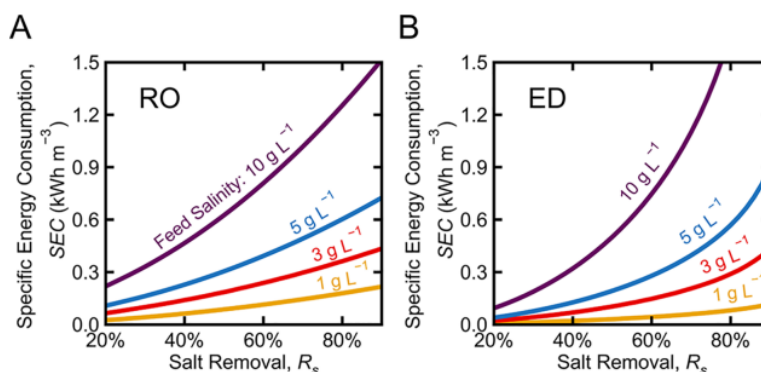 A
B
Specific Energy Consumption,
SEC (kWh m⁻³)
1.5
1.2
0.9
0.6
0.3
0.0
RO
Feed Salinity: 10 g L⁻¹
5 g L⁻¹
3 g L⁻¹
1 g L⁻¹
20% 40% 60% 80%
Salt Removal, Rₛ
Specific Energy Consumption,
SEC (kWh m⁻³)
1.5
1.2
0.9
0.6
0.3
0.0
ED
10 g L⁻¹
5 g L⁻¹
3 g L⁻¹
1 g L⁻¹
20% 40% 60% 80%
Salt Removal, Rₛ